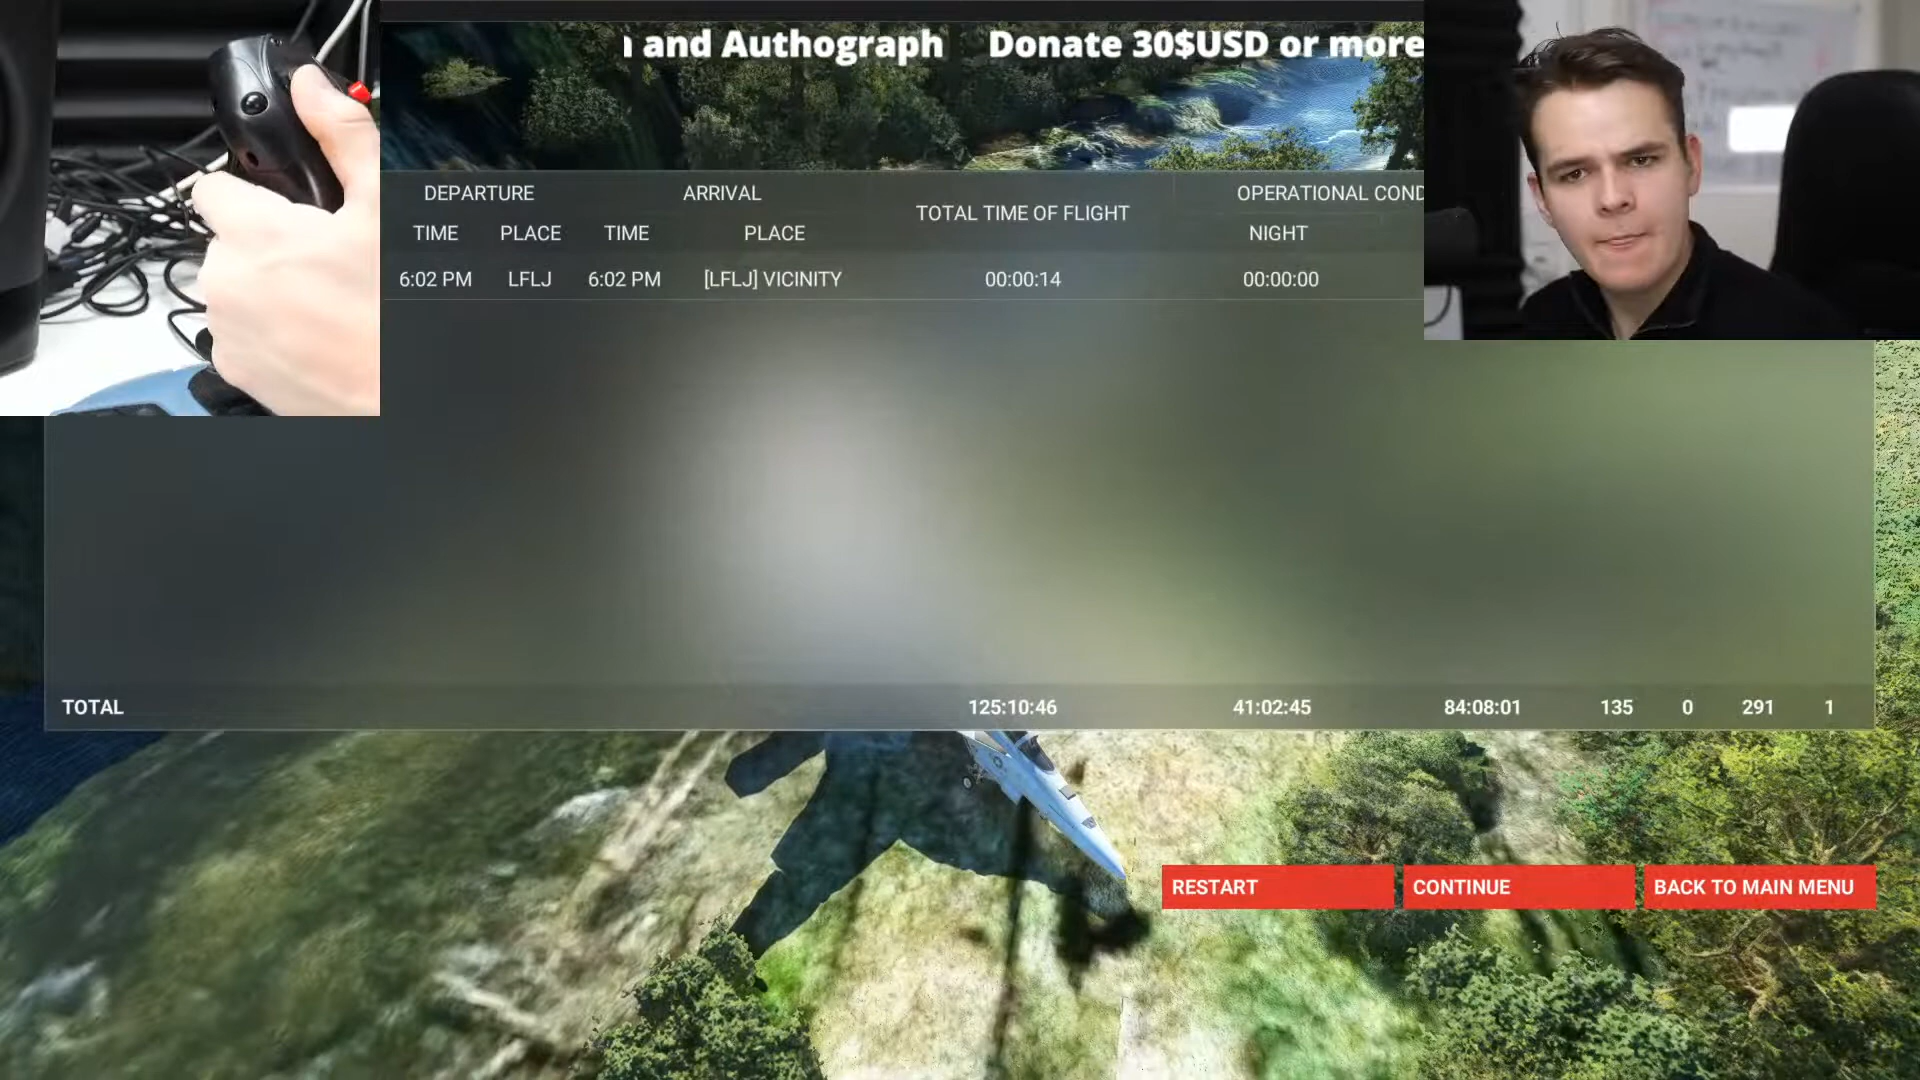 and Authograph Donate 30$USD or more
DEPARTURE ARRIVAL TOTAL TIME OF FLIGHT OPERATIONAL COND
TIME PLACE TIME PLACE NIGHT
6:02 PM LFLJ 6:02 PM [LFLJ] VICINITY 00:00:14 00:00:00
TOTAL 125:10:46 41:02:45 84:08:01 135 0 291 1
RESTART CONTINUE BACK TO MAIN MENU